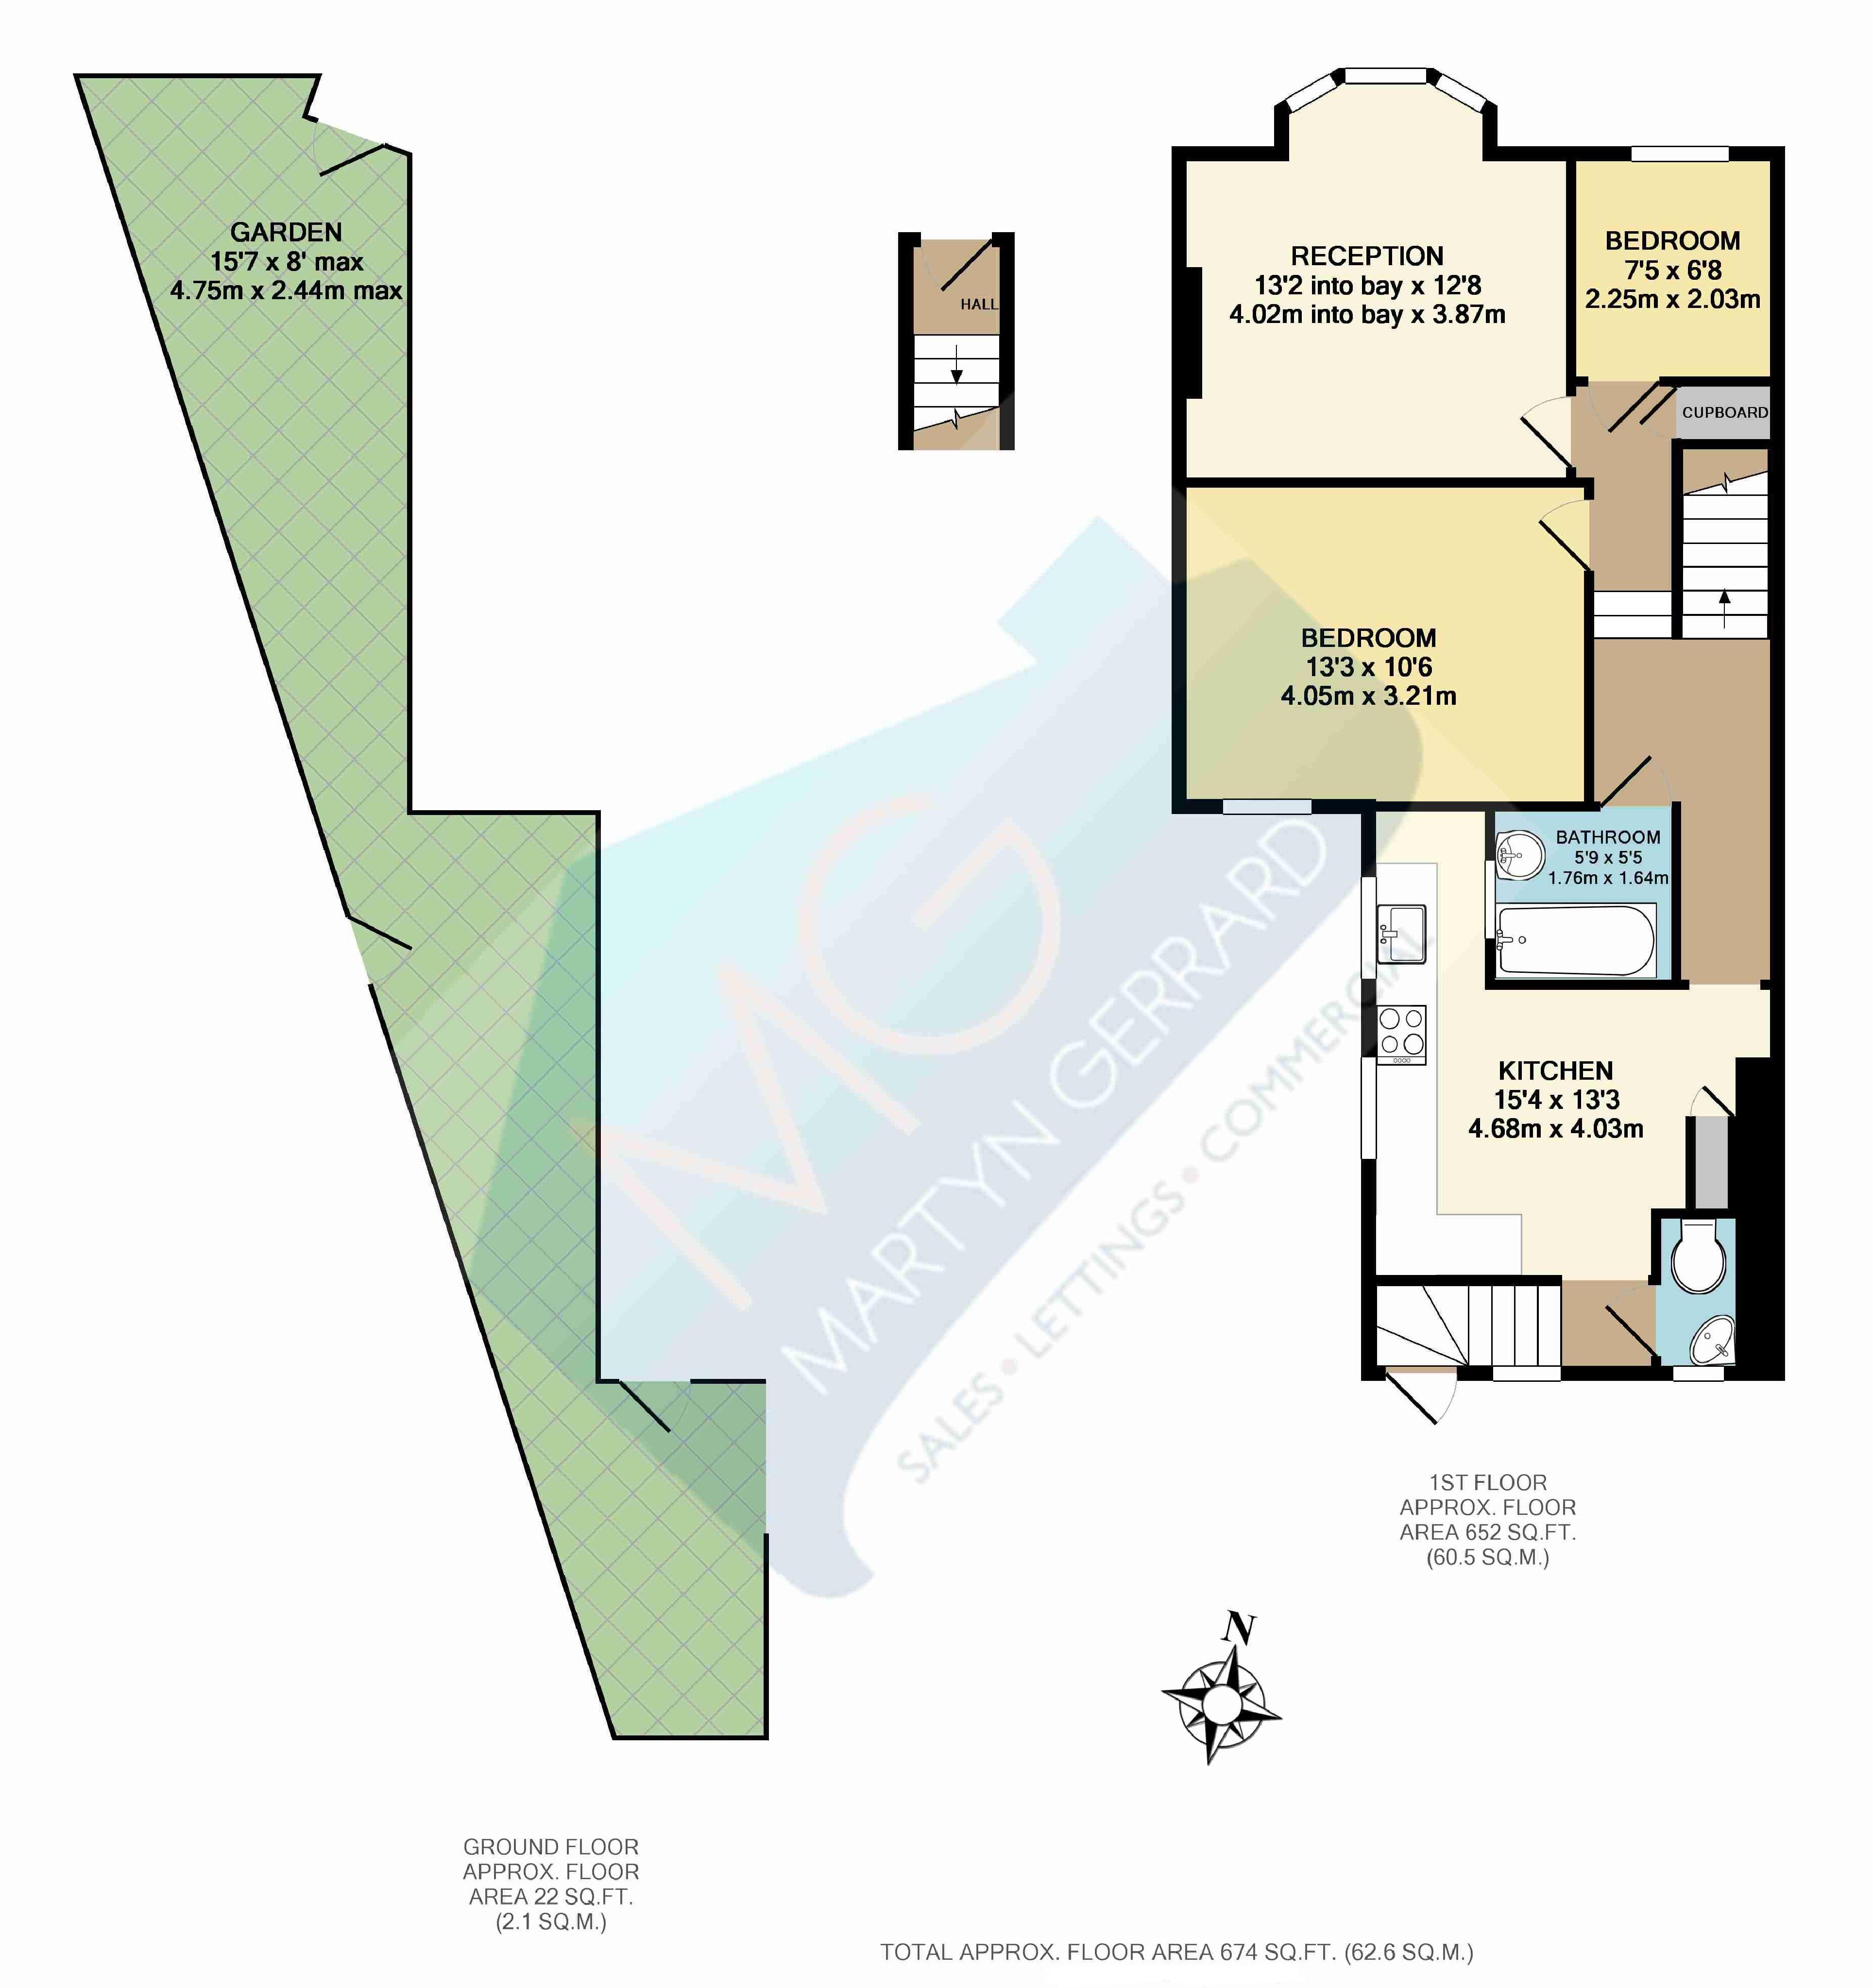 GARDEN
15'7 x 8' max
4.75m x 2.44m max
HALL
RECEPTION
13'2 into bay x 12'8
4.02m into bay x 3.87m
BEDROOM
7'5 x 6'8
2.25m x 2.03m
CUPBOARD
BEDROOM
13'3 x 10'6
4.05m x 3.21m
BATHROOM
5'9 x 5'5
1.76m x 1.64m
KITCHEN
15'4 x 13'3
4.68m x 4.03m
MG
MARTYN GERRARD
SALES • LETTINGS • COMMERCIAL
1ST FLOOR
APPROX. FLOOR
AREA 652 SQ.FT.
(60.5 SQ.M.)
N
GROUND FLOOR
APPROX. FLOOR
AREA 22 SQ.FT.
(2.1 SQ.M.)
TOTAL APPROX. FLOOR AREA 674 SQ.FT. (62.6 SQ.M.)